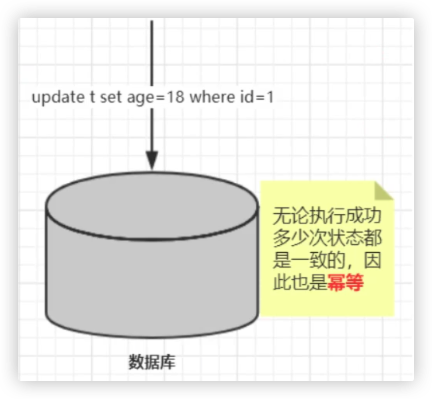 update t set age=18 where id=1
无论执行成功
多少次状态都
是一致的，因
此也是幂等
数据库